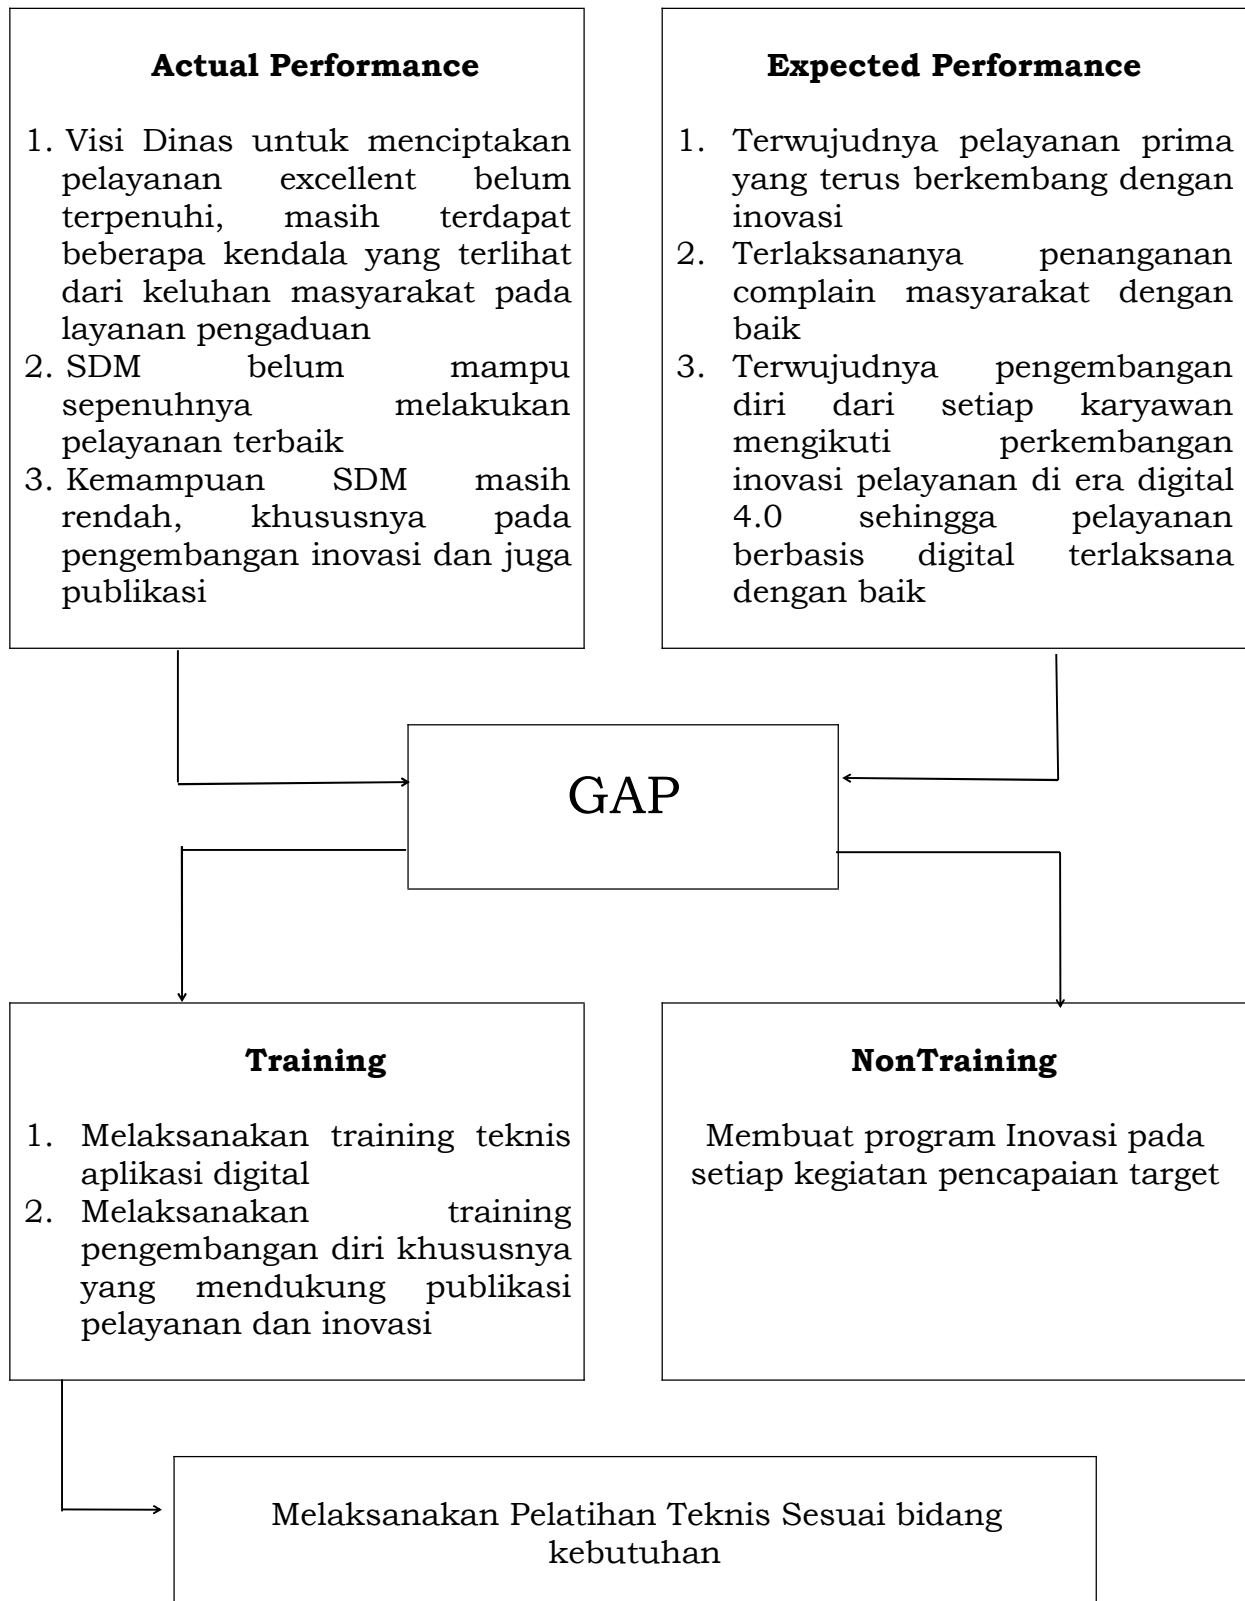 Actual Performance
1. Visi Dinas untuk menciptakan
pelayanan excellent belum
terpenuhi, masih terdapat
beberapa kendala yang terlihat
dari keluhan masyarakat pada
layanan pengaduan
2. SDM belum mampu
sepenuhnya melakukan
pelayanan terbaik
3. Kemampuan SDM masih
rendah, khususnya pada
pengembangan inovasi dan juga
publikasi
Expected Performance
1. Terwujudnya pelayanan prima
yang terus berkembang dengan
inovasi
2. Terlaksananya penanganan
complain masyarakat dengan
baik
3. Terwujudnya pengembangan
diri dari setiap karyawan
mengikuti perkembangan
inovasi pelayanan di era digital
4.0 sehingga pelayanan
berbasis digital terlaksana
dengan baik
GAP
Training
1. Melaksanakan training teknis
aplikasi digital
2. Melaksanakan training
pengembangan diri khususnya
yang mendukung publikasi
pelayanan dan inovasi
NonTraining
Membuat program Inovasi pada
setiap kegiatan pencapaian target
Melaksanakan Pelatihan Teknis Sesuai bidang
kebutuhan